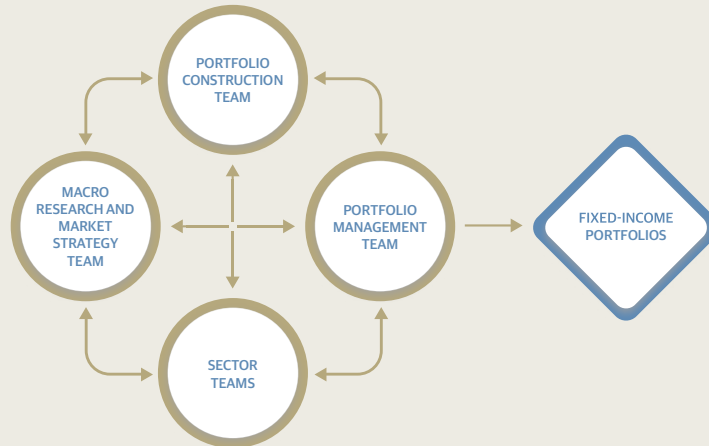 PORTFOLIO
CONSTRUCTION
TEAM
MACRO
RESEARCH AND
MARKET
STRATEGY
TEAM
PORTFOLIO
MANAGEMENT
TEAM
FIXED-INCOME
PORTFOLIOS
SECTOR
TEAMS